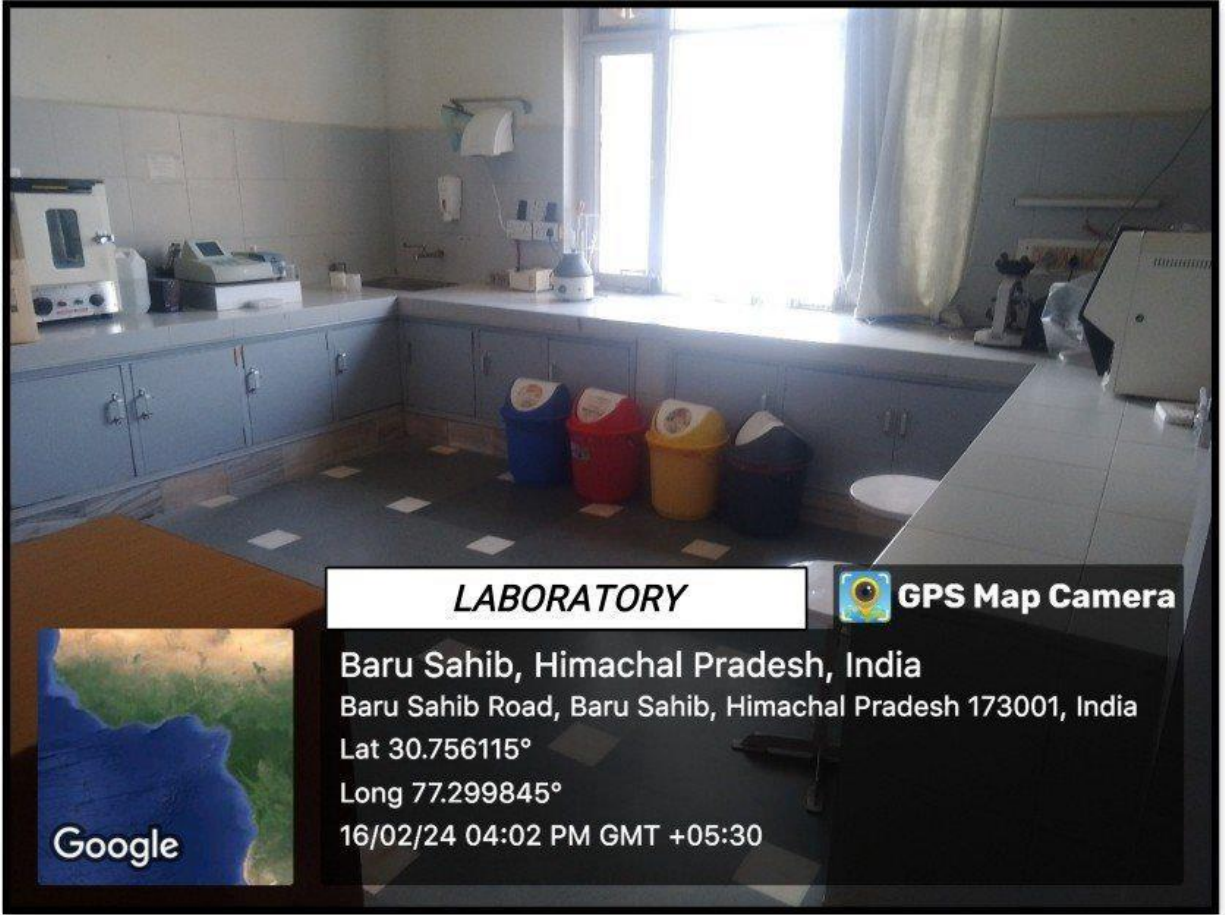 LABORATORY
GPS Map Camera
Baru Sahib, Himachal Pradesh, India
Baru Sahib Road, Baru Sahib, Himachal Pradesh 173001, India
Lat 30.756115°
Long 77.299845°
16/02/24 04:02 PM GMT +05:30
Google